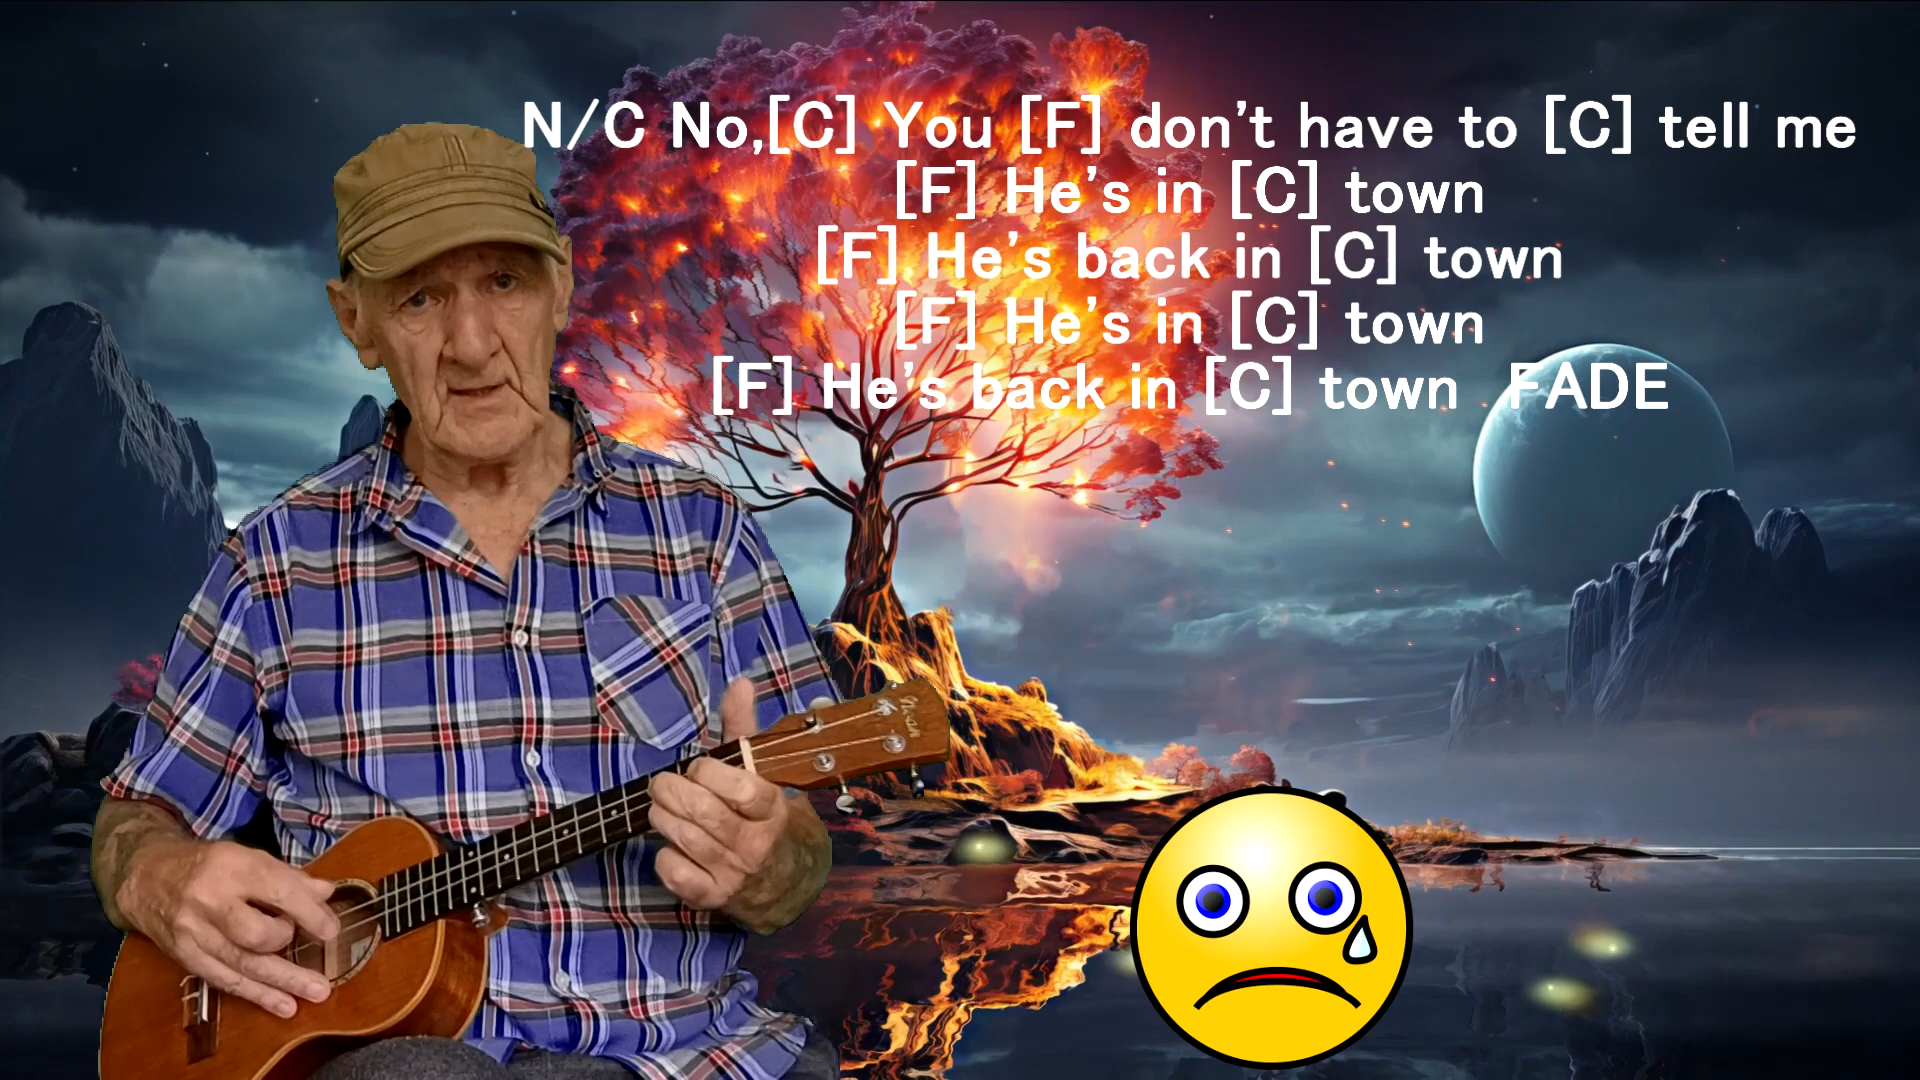 N/C No,[C] You [F] don't have to [C] tell me
[F] He's in [C] town
[F] He's back in [C] town
[F] He's in [C] town
[F] He's back in [C] town  FADE